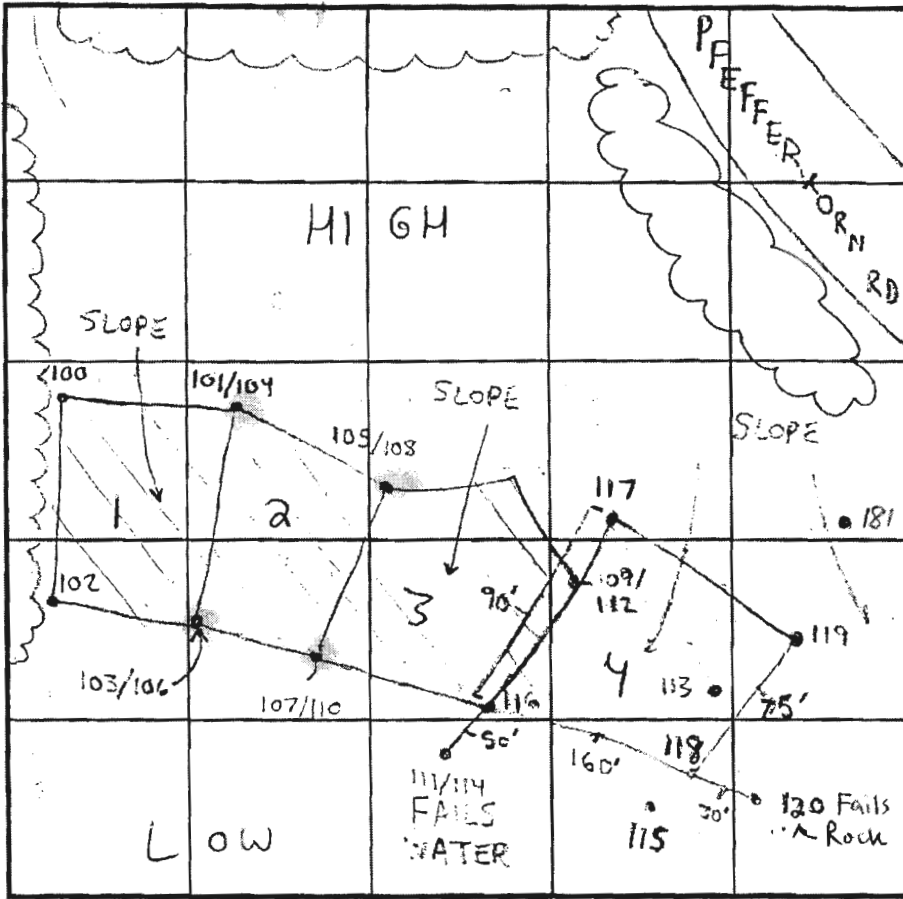 PFEFFERKORN
RD
HIGH
SLOPE
100
101/104
SLOPE
105/108
SLOPE
117
181
1
2
102
109/
112
3
90'
119
4
113
103/106
107/110
116
75'
50'
160'
118
111/114
FAILS
WATER
30'
120 Fails
Rock
115
LOW